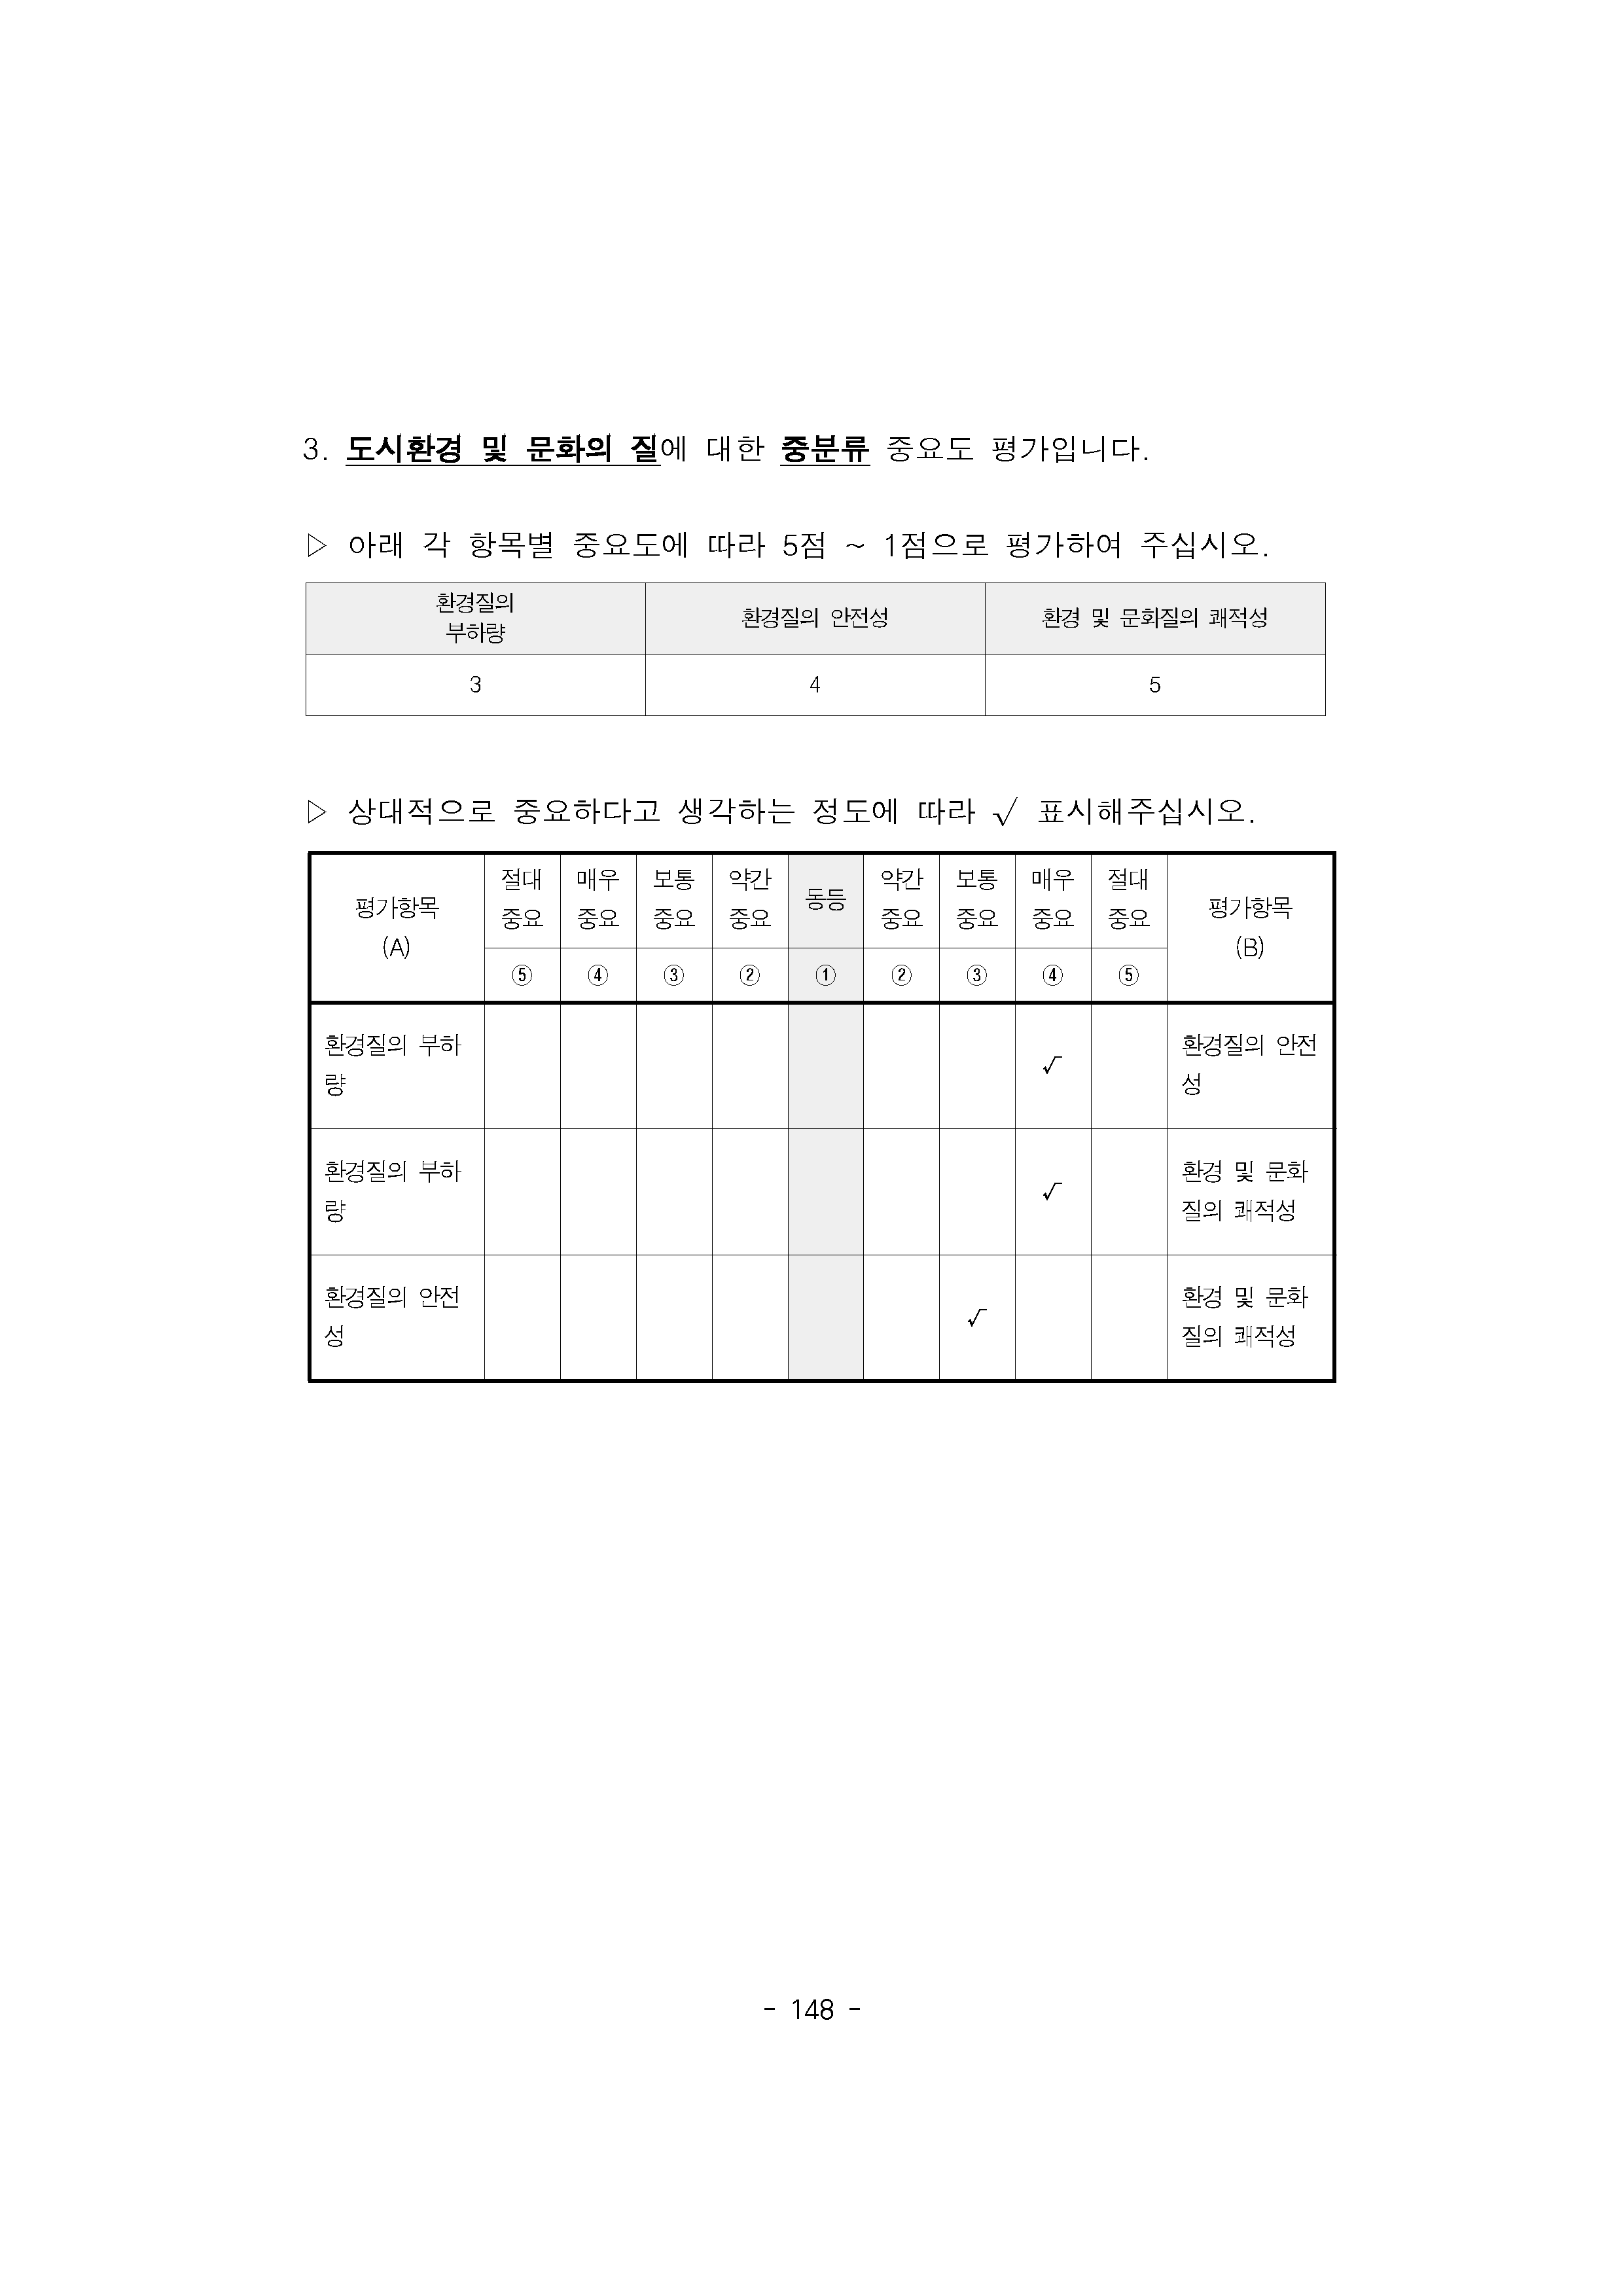 3. 도시환경 및 문화의 질에 대한 중분류 중요도 평가입니다.
▷ 아래 각 항목별 중요도에 따라 5점 ~ 1점으로 평가하여 주십시오.
환경질의
부하량
환경질의 안전성
환경 및 문화질의 쾌적성
3
4
5
▷ 상대적으로 중요하다고 생각하는 정도에 따라 √ 표시해주십시오.
평가항목
(A)
절대
중요
매우
중요
보통
중요
약간
중요
동등
약간
중요
보통
중요
매우
중요
절대
중요
평가항목
(B)
⑤ ④ ③ ② ① ② ③ ④ ⑤
환경질의 부하
량
√
환경질의 안전
성
환경질의 부하
량
√
환경 및 문화
질의 쾌적성
환경질의 안전
성
√
환경 및 문화
질의 쾌적성
- 148 -